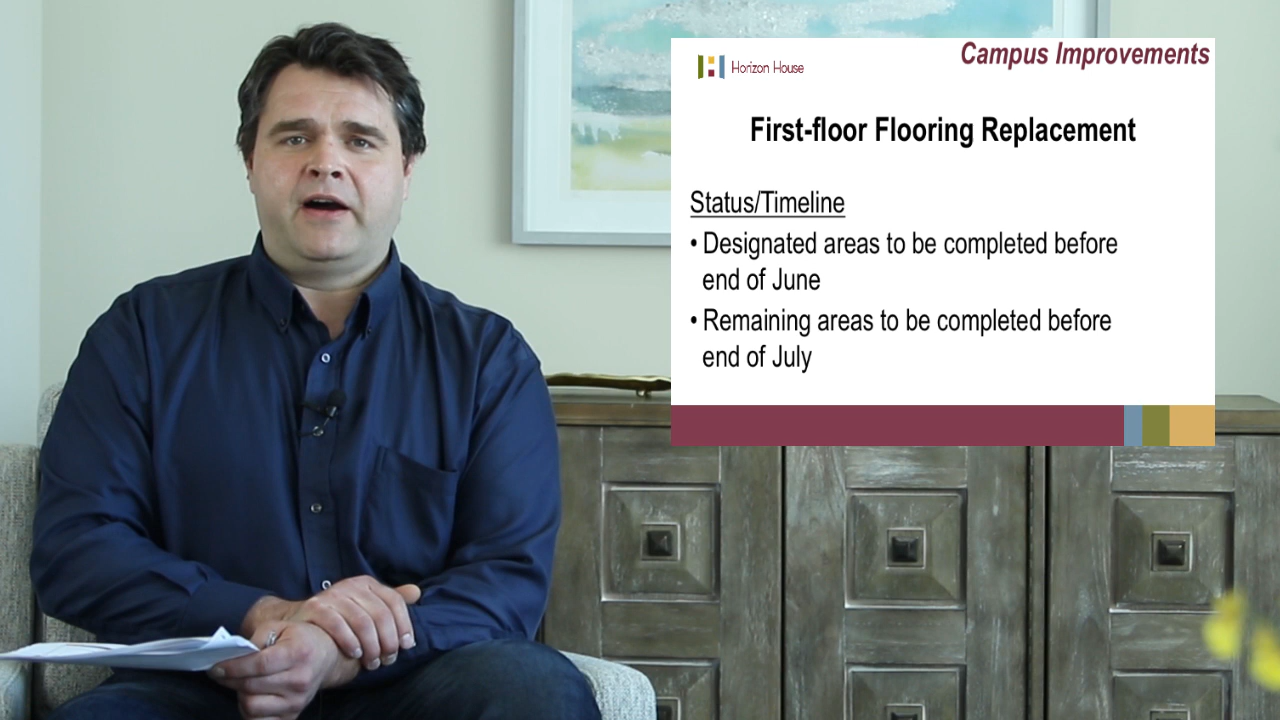 Campus Improvements
Horizon House
First-floor Flooring Replacement
Status/Timeline
• Designated areas to be completed before
end of June
• Remaining areas to be completed before
end of July